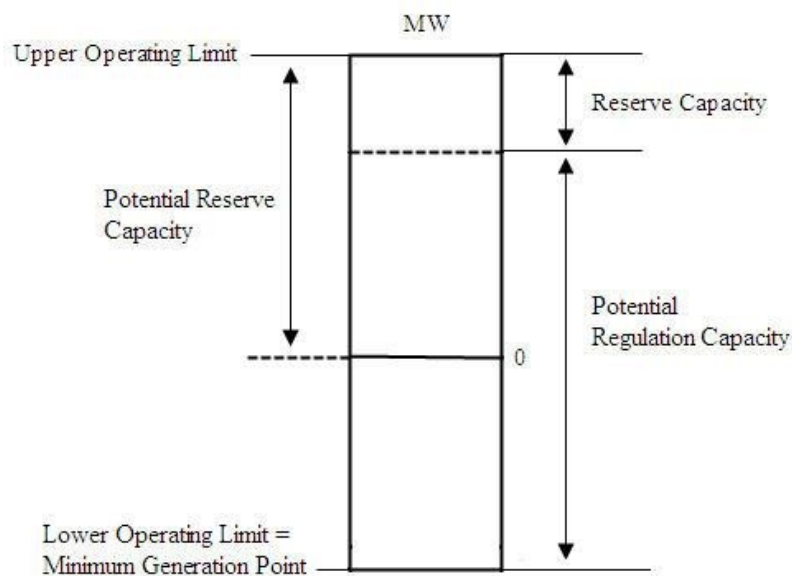 MW
Upper Operating Limit
Reserve Capacity
Potential Reserve
Capacity
Potential
Regulation Capacity
0
Lower Operating Limit =
Minimum Generation Point